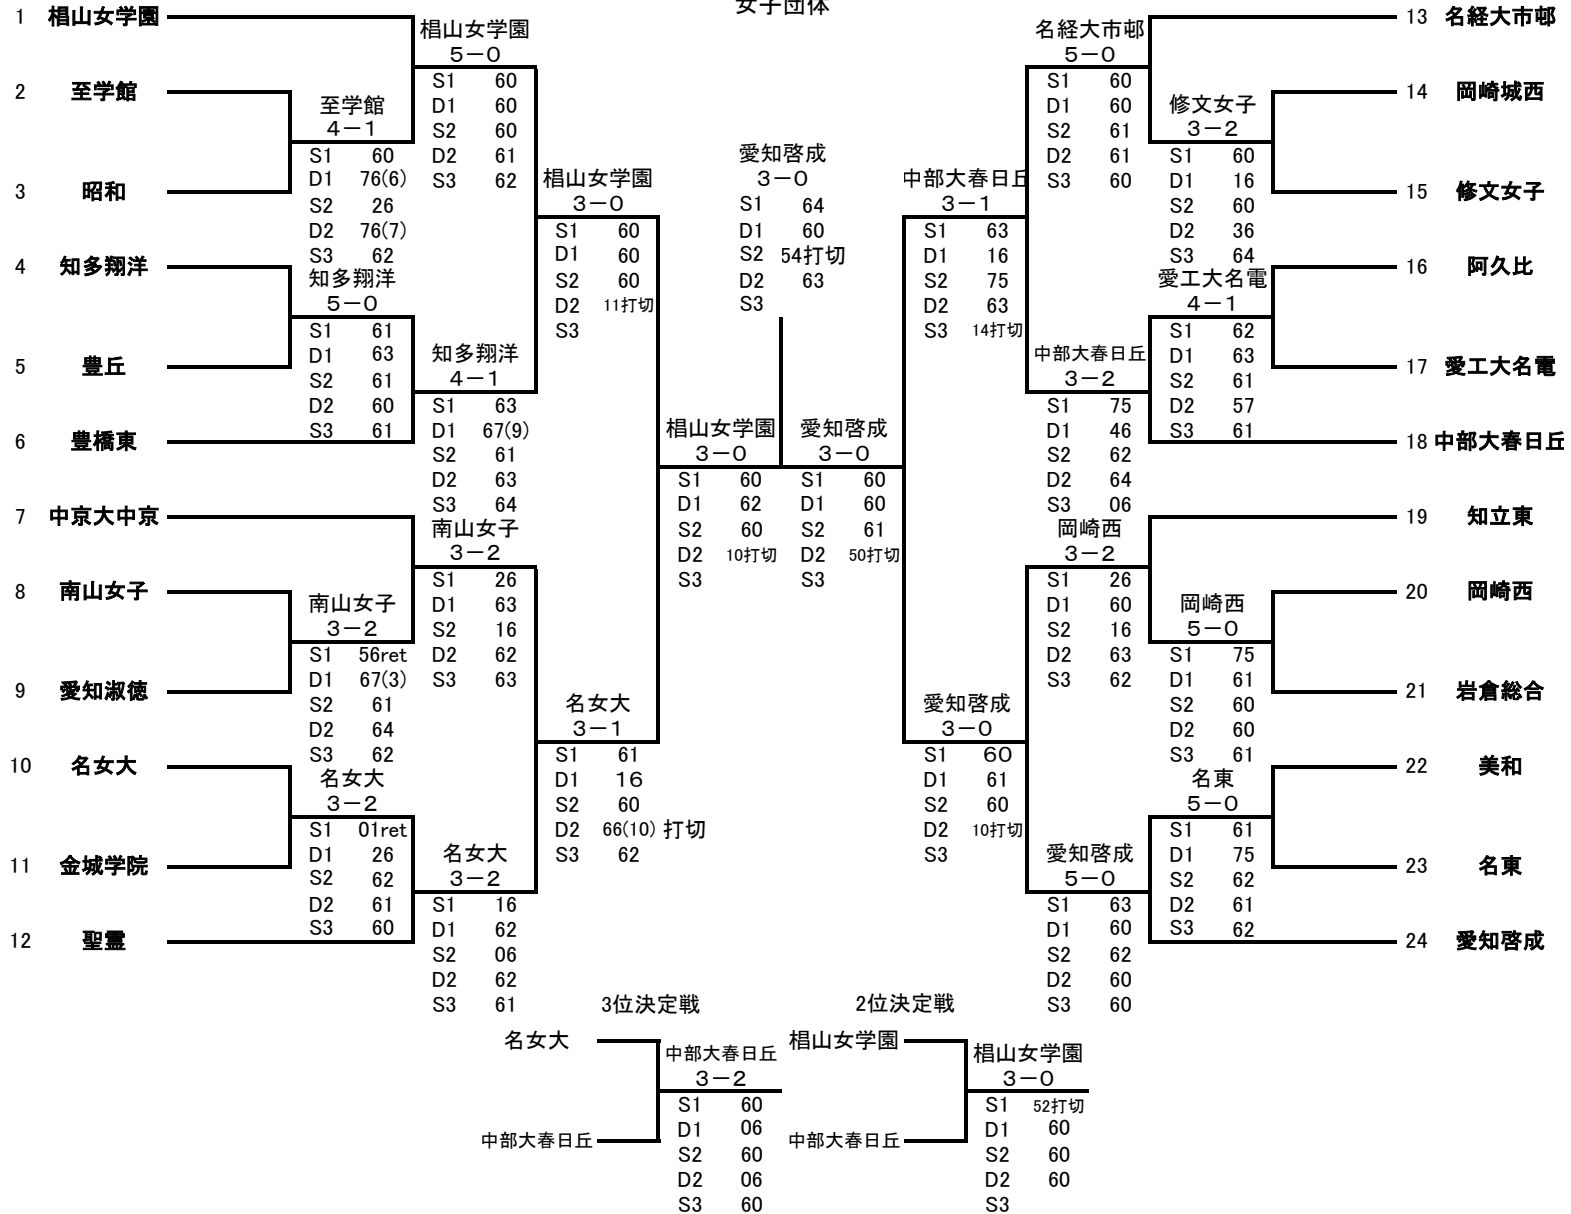 女子団体
1 椙山女学園
2 至学館
3 昭和
4 知多翔洋
5 豊丘
6 豊橋東
7 中京大中京
8 南山女子
9 愛知淑徳
10 名女大
11 金城学院
12 聖霊
至学館
4－1
S1 60
D1 76(6)
S2 26
D2 76(7)
S3 62
知多翔洋
5－0
S1 61
D1 63
S2 61
D2 60
S3 61
南山女子
3－2
S1 56ret
D1 67(3)
S2 61
D2 64
S3 62
名女大
3－2
S1 01ret
D1 26
S2 62
D2 61
S3 60
椙山女学園
5－0
S1 60
D1 60
S2 60
D2 61
S3 62
知多翔洋
4－1
S1 63
D1 67(9)
S2 61
D2 63
S3 64
南山女子
3－2
S1 26
D1 63
S2 16
D2 62
S3 63
名女大
3－2
S1 16
D1 62
S2 06
D2 62
S3 61
椙山女学園
3－0
S1 60
D1 60
S2 60
D2 11打切
S3
名女大
3－1
S1 61
D1 16
S2 60
D2 66(10) 打切
S3 62
椙山女学園
3－0
S1 60
D1 62
S2 60
D2 10打切
S3
愛知啓成
3－0
S1 64
D1 60
S2 54打切
D2 63
S3
愛知啓成
3－0
S1 60
D1 60
S2 61
D2 50打切
S3
中部大春日丘
3－1
S1 63
D1 16
S2 75
D2 63
S3 14打切
愛知啓成
3－0
S1 60
D1 61
S2 60
D2 10打切
S3
名経大市邨
5－0
S1 60
D1 60
S2 61
D2 61
S3 60
中部大春日丘
3－2
S1 75
D1 46
S2 62
D2 64
S3 06
岡崎西
3－2
S1 26
D1 60
S2 16
D2 63
S3 62
愛知啓成
5－0
S1 63
D1 60
S2 62
D2 60
S3 60
修文女子
3－2
S1 60
D1 16
S2 60
D2 36
S3 64
愛工大名電
4－1
S1 62
D1 63
S2 61
D2 57
S3 61
岡崎西
5－0
S1 75
D1 61
S2 60
D2 60
S3 61
名東
5－0
S1 61
D1 75
S2 62
D2 61
S3 62
13 名経大市邨
14 岡崎城西
15 修文女子
16 阿久比
17 愛工大名電
18 中部大春日丘
19 知立東
20 岡崎西
21 岩倉総合
22 美和
23 名東
24 愛知啓成
3位決定戦
名女大
中部大春日丘
中部大春日丘
3－2
S1 60
D1 06
S2 60
D2 06
S3 60
2位決定戦
椙山女学園
中部大春日丘
椙山女学園
3－0
S1 52打切
D1 60
S2 60
D2 60
S3